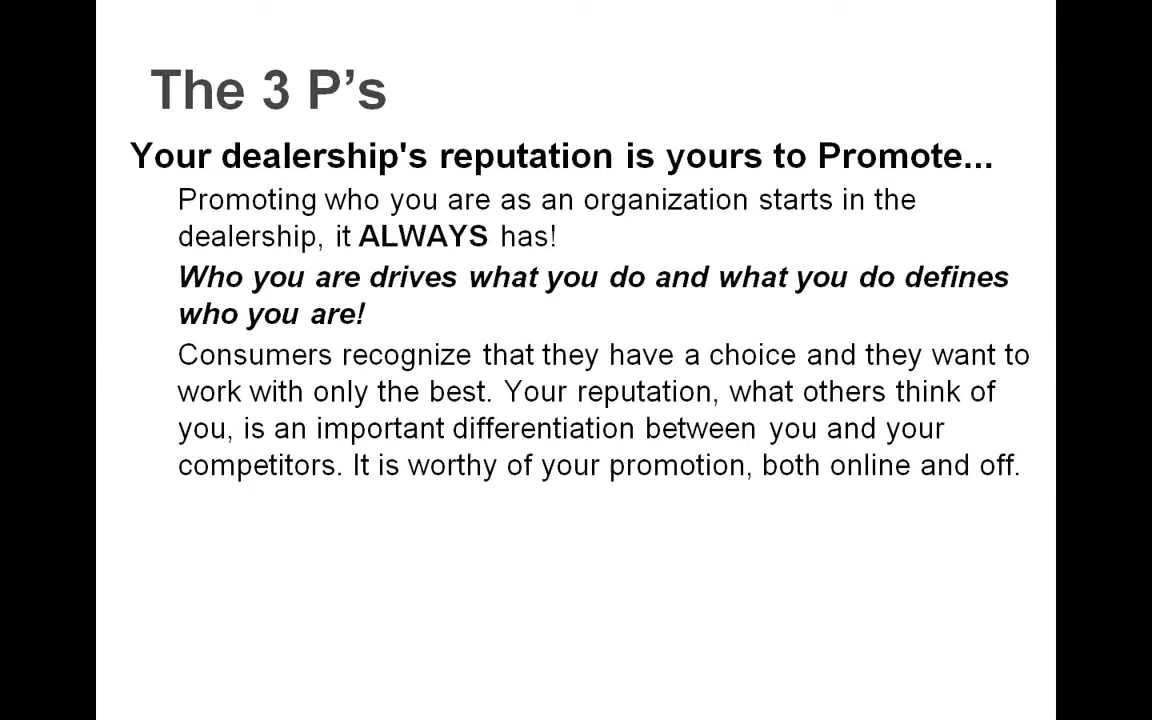 The 3 P’s
Your dealership's reputation is yours to Promote...
Promoting who you are as an organization starts in the
dealership, it ALWAYS has!
Who you are drives what you do and what you do defines
who you are!
Consumers recognize that they have a choice and they want to
work with only the best. Your reputation, what others think of
you, is an important differentiation between you and your
competitors. It is worthy of your promotion, both online and off.